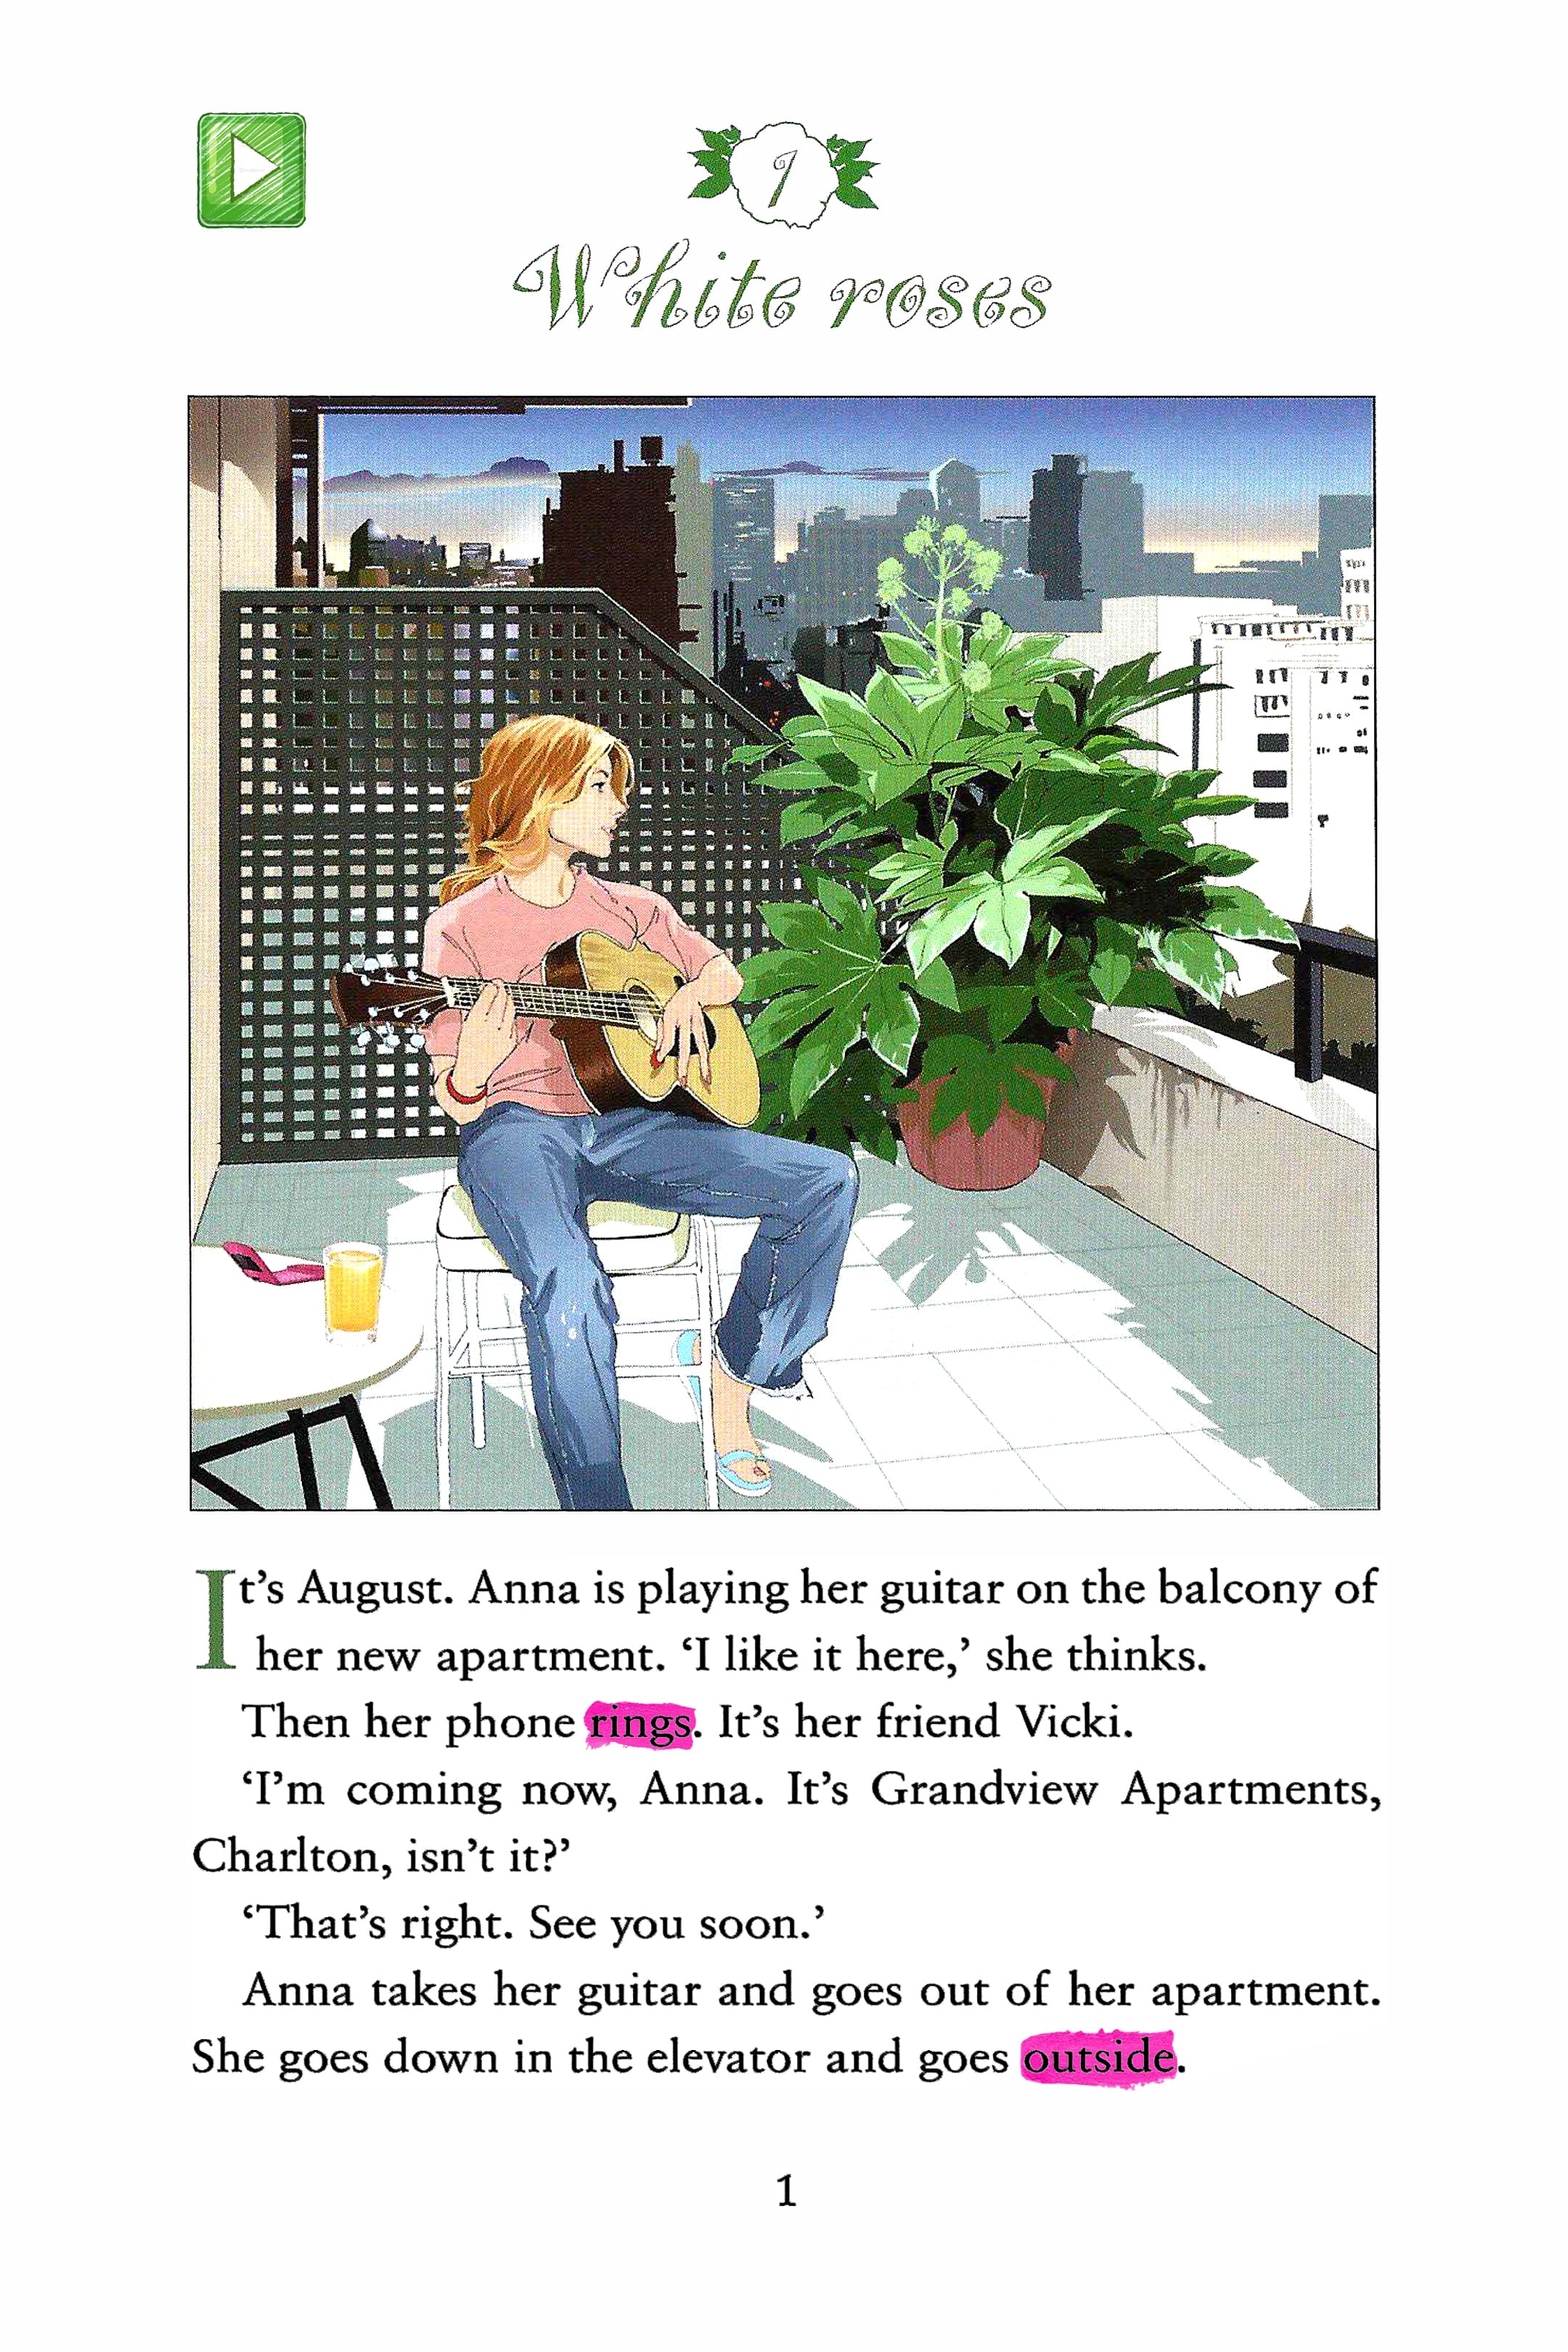 1
White roses
It’s August. Anna is playing her guitar on the balcony of
her new apartment. ‘I like it here,’ she thinks.
Then her phone rings. It’s her friend Vicki.
‘I’m coming now, Anna. It’s Grandview Apartments,
Charlton, isn’t it?’
‘That’s right. See you soon.’
Anna takes her guitar and goes out of her apartment.
She goes down in the elevator and goes outside.
1